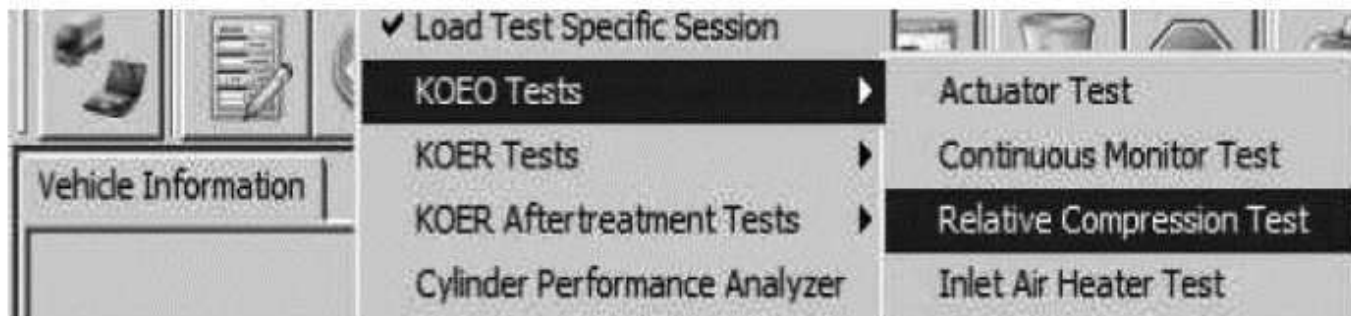 ✔ Load Test Specific Session
KOEO Tests
KOER Tests
KOER Aftertreatment Tests
Cylinder Performance Analyzer
Actuator Test
Continuous Monitor Test
Relative Compression Test
Inlet Air Heater Test
Vehicle Information